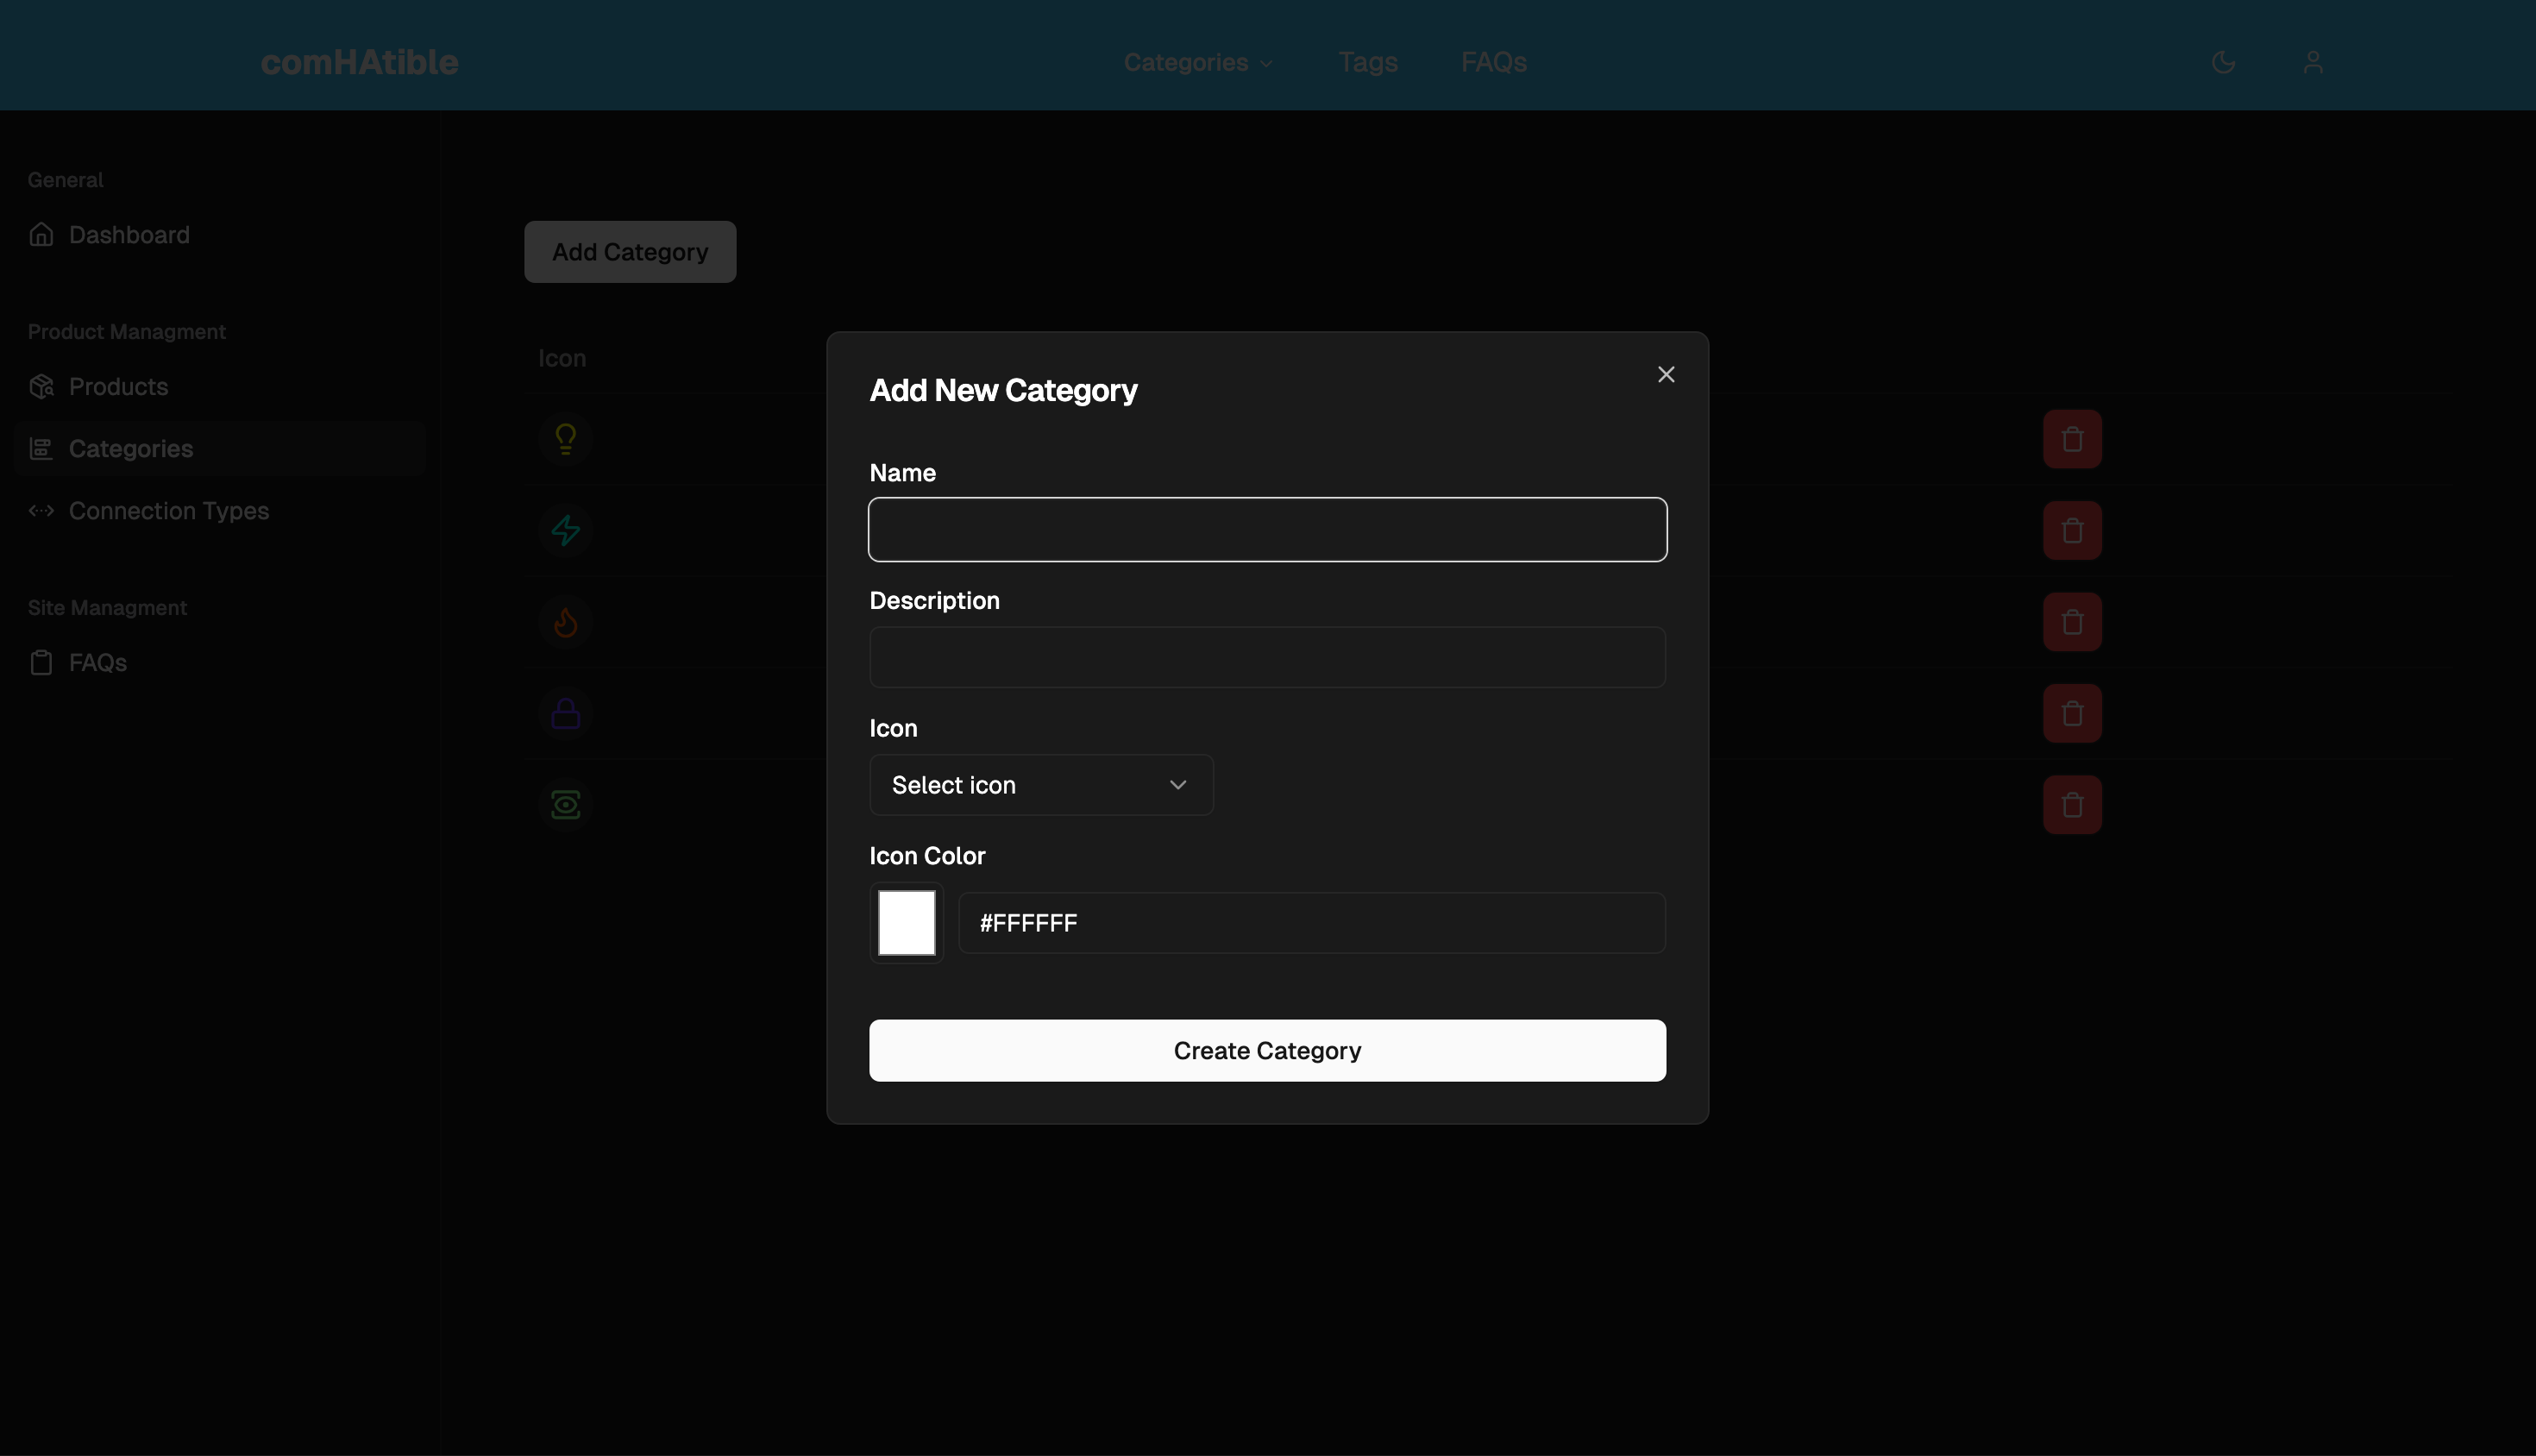 comHAtible
Categories
Tags
FAQs
General
Dashboard
Product Managment
Products
Categories
Connection Types
Site Managment
FAQs
Add Category
Icon
Add New Category
Name
Description
Icon
Select icon
Icon Color
#FFFFFF
Create Category